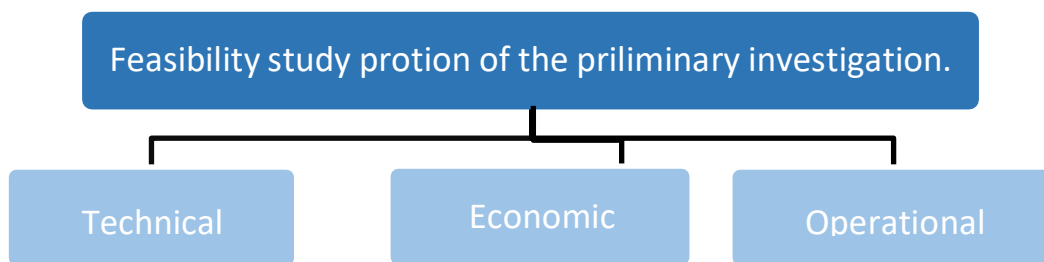 Feasibility study protion of the priliminary investigation.
Technical
Economic
Operational